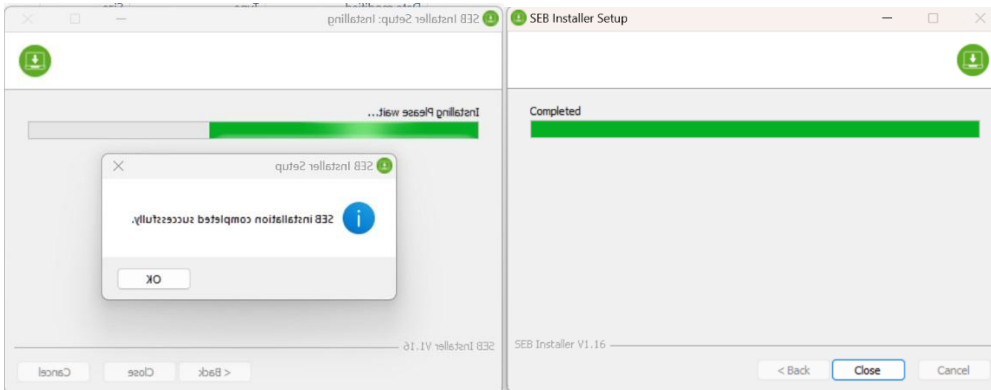 SEB Installer Setup: Installing
Installing Please wait...
SEB Installer Setup
SEB installation completed successfully.
OK
SEB Installer V1.16
< Back
Close
Cancel
SEB Installer Setup
Completed
SEB Installer V1.16
< Back
Close
Cancel